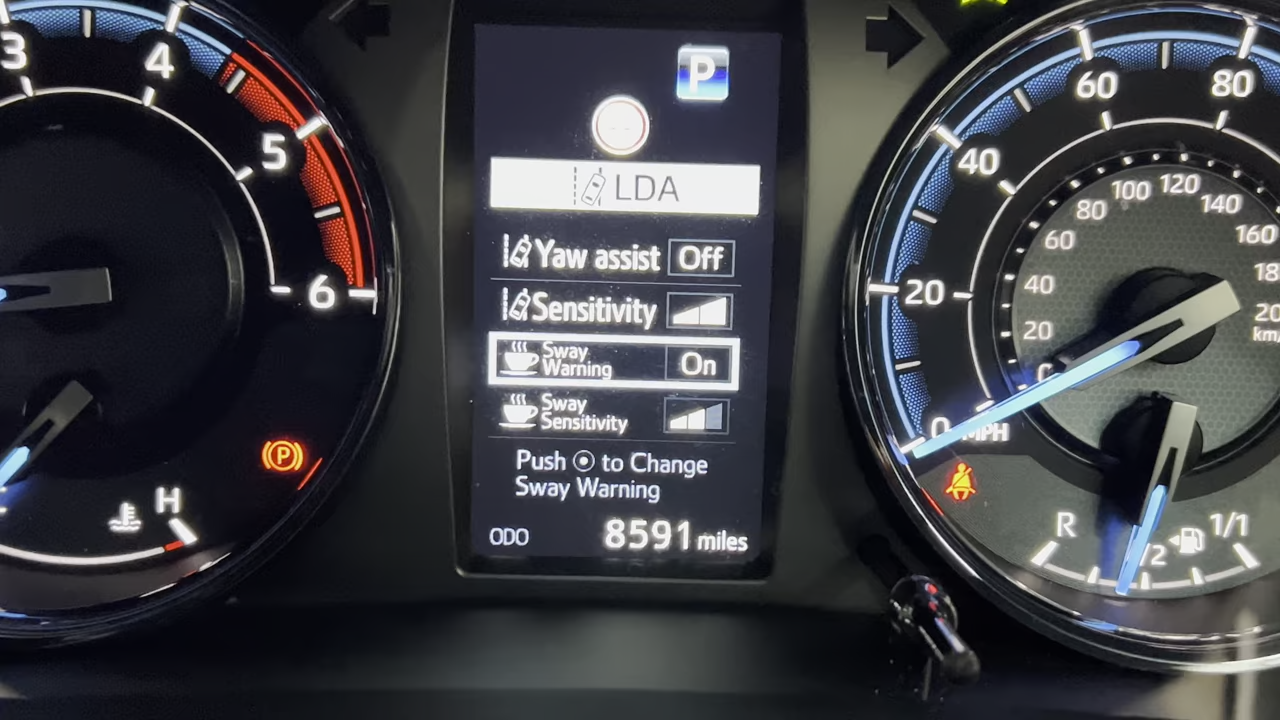 3
4
5
6
H
P
P
LDA
Yaw assist Off
Sensitivity
Sway
Warning
On
Sway
Sensitivity
Push to Change
Sway Warning
ODO 8591 miles
0
20
40
60
80
MPH
20
40
60
80
100
120
140
160
R
1/1